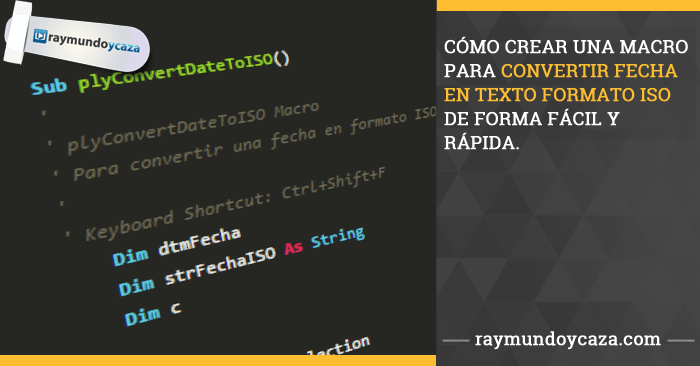 raymundoycaza
Sub plyConvertDateToISO()
'
' plyConvertDateToISO Macro
' Para convertir una fecha en formato ISO
'
' Keyboard Shortcut: Ctrl+Shift+F
Dim dtmFecha
Dim strFechaISO As String
Dim c
CÓMO CREAR UNA MACRO
PARA CONVERTIR FECHA
EN TEXTO FORMATO ISO
DE FORMA FÁCIL Y
RÁPIDA.
raymundoycaza.com